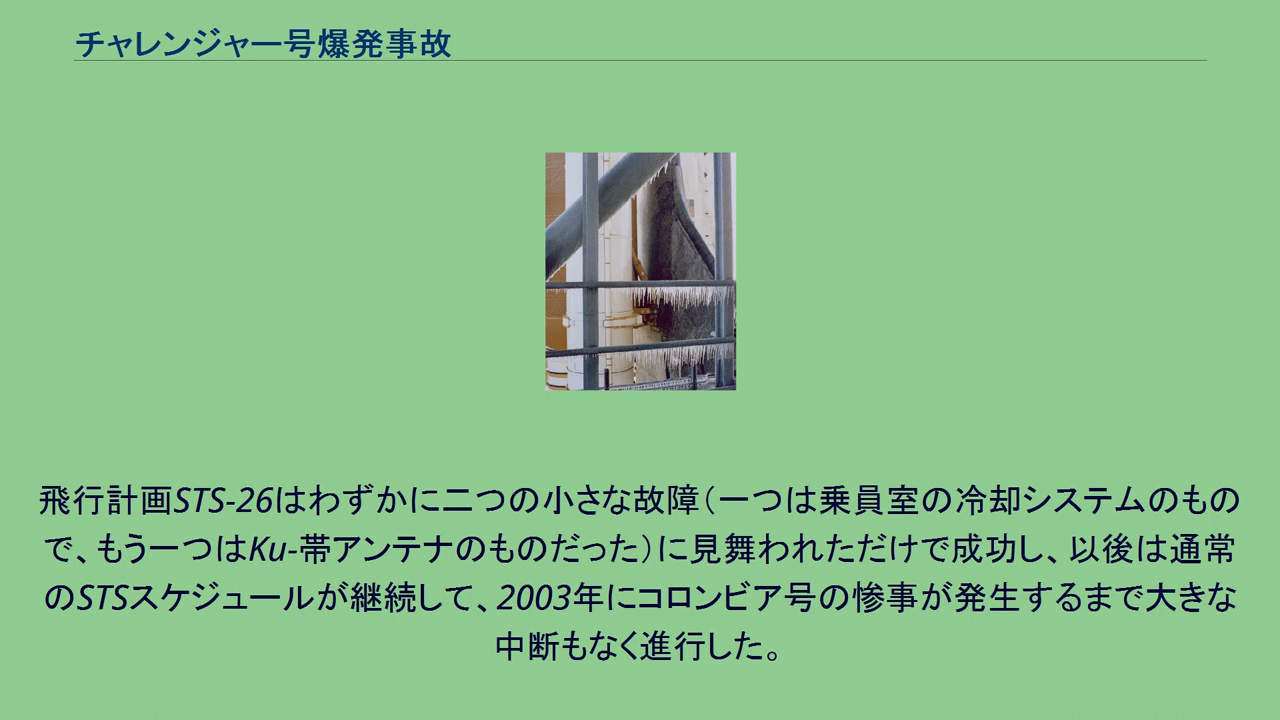 チャレンジャー号爆発事故
飛行計画STS-26はわずかに二つの小さな故障（一つは乗員室の冷却システムのもの
で、もう一つはKu-帯アンテナのものだった）に見舞われただけで成功し、以後は通常
のSTSスケジュールが継続して、2003年にコロンビア号の惨事が発生するまで大きな
中断もなく進行した。